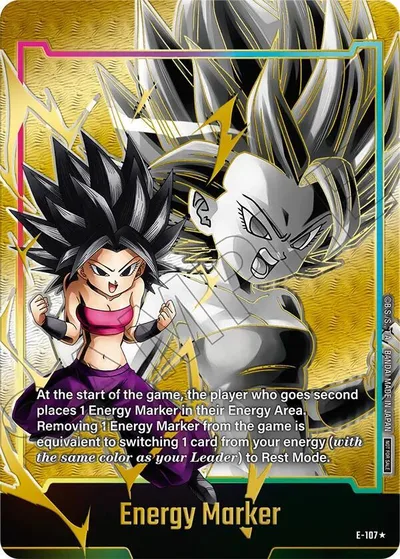 At the start of the game, the player who goes second
places 1 Energy Marker in their Energy Area.
Removing 1 Energy Marker from the game is
equivalent to switching 1 card from your energy (with
the same color as your Leader) to Rest Mode.
Energy Marker
E-107★
BANDAI MADE IN JAPAN
NOT FOR SALE